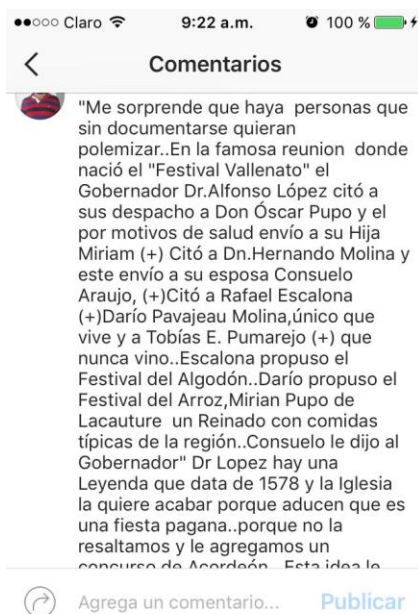 Claro 9:22 a.m. 100 %
Comentarios
"Me sorprende que haya personas que
sin documentarse quieran
polemizar..En la famosa reunion donde
nació el "Festival Vallenato" el
Gobernador Dr.Alfonso López citó a
sus despacho a Don Óscar Pupo y el
por motivos de salud envío a su Hija
Miriam (+) Citó a Dn.Hernando Molina y
este envío a su esposa Consuelo
Araujo, (+)Citó a Rafael Escalona
(+)Darío Pavajeau Molina,único que
vive y a Tobías E. Pumarejo (+) que
nunca vino..Escalona propuso el
Festival del Algodón..Darío propuso el
Festival del Arroz,Mirian Pupo de
Lacauture un Reinado con comidas
típicas de la región..Consuelo le dijo al
Gobernador" Dr Lopez hay una
Leyenda que data de 1578 y la Iglesia
la quiere acabar porque aducen que es
una fiesta pagana..porque no la
resaltamos y le agregamos un
concurso de Acordeón.. Esta idea le
Agrega un comentario... Publicar